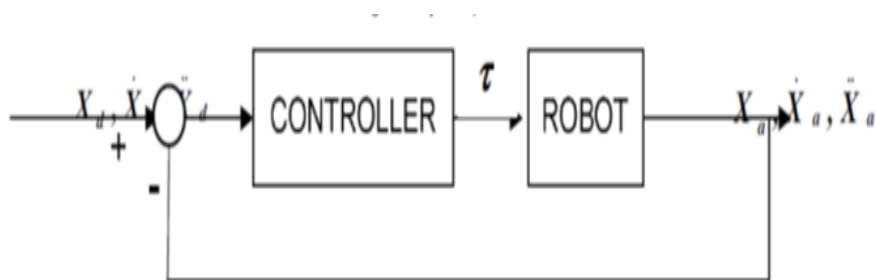 τ
X_d, Ẋ Ẍ_d CONTROLLER ROBOT X_a, Ẋ_a, Ẍ_a
+
-